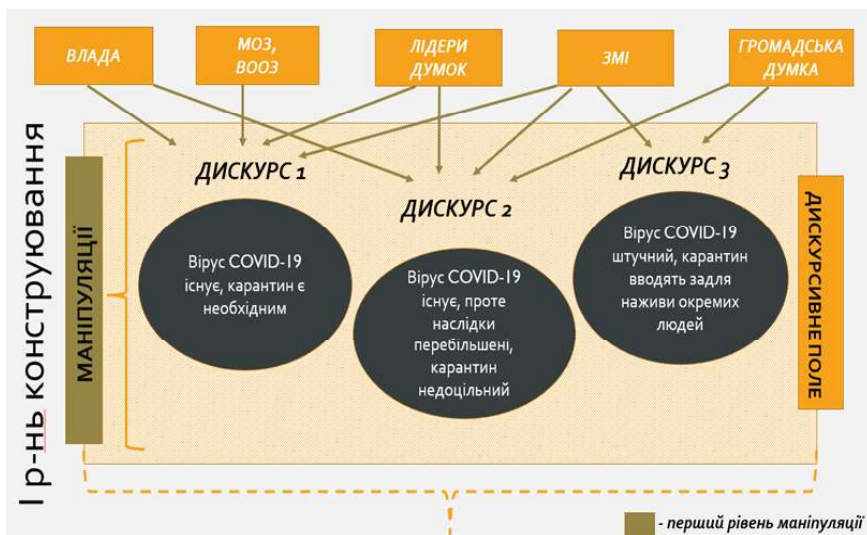 ВЛАДА
МОЗ,
ВООЗ
ЛІДЕРИ
ДУМОК
ЗМІ
ГРОМАДСЬКА
ДУМКА
І р-нь конструювання
МАНІПУЛЯЦІЇ
ДИСКУРС 1
Вірус COVID-19
існує, карантин є
необхідним
ДИСКУРС 2
Вірус COVID-19
існує, проте
наслідки
перебільшені,
карантин
недоцільний
ДИСКУРС 3
Вірус COVID-19
штучний, карантин
вводять задля
наживи окремих
людей
ДИСКУРСИВНЕ ПОЛЕ
- перший рівень маніпуляції